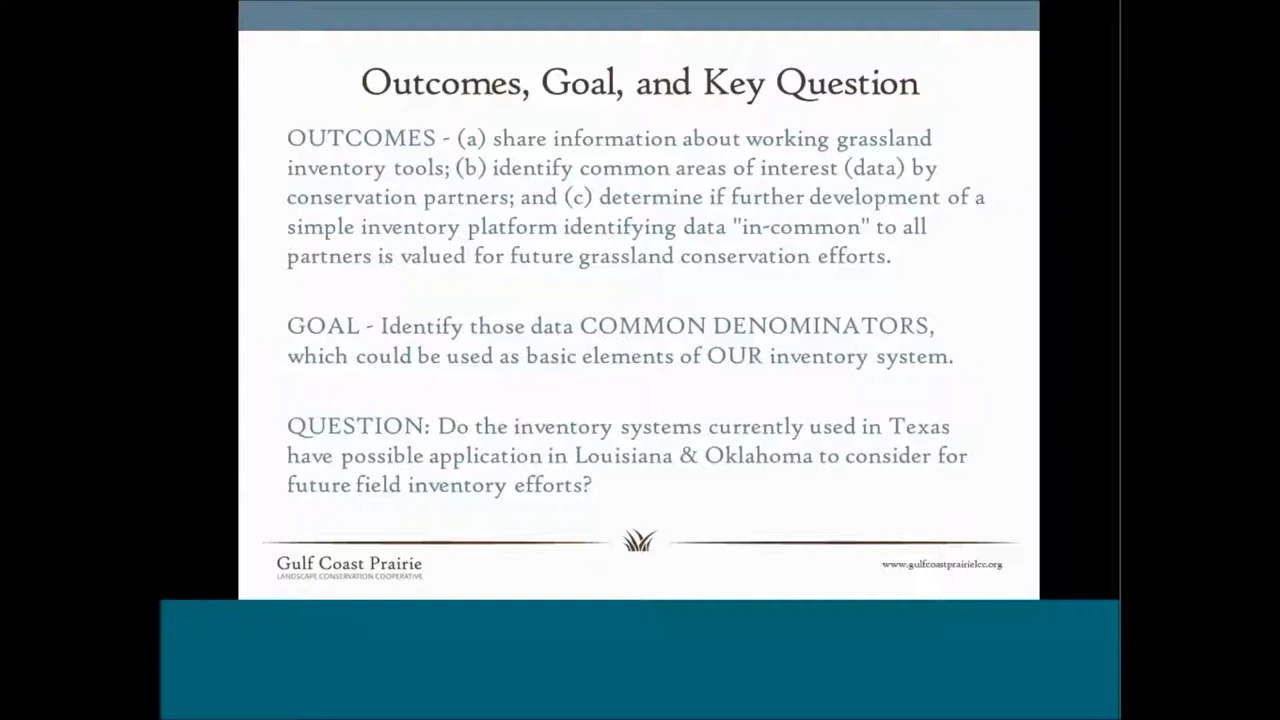 Outcomes, Goal, and Key Question
OUTCOMES - (a) share information about working grassland
inventory tools; (b) identify common areas of interest (data) by
conservation partners; and (c) determine if further development of a
simple inventory platform identifying data "in-common" to all
partners is valued for future grassland conservation efforts.
GOAL - Identify those data COMMON DENOMINATORS,
which could be used as basic elements of OUR inventory system.
QUESTION: Do the inventory systems currently used in Texas
have possible application in Louisiana & Oklahoma to consider for
future field inventory efforts?
Gulf Coast Prairie
LANDSCAPE CONSERVATION COOPERATIVE
www.gulfcoastprairielcc.org